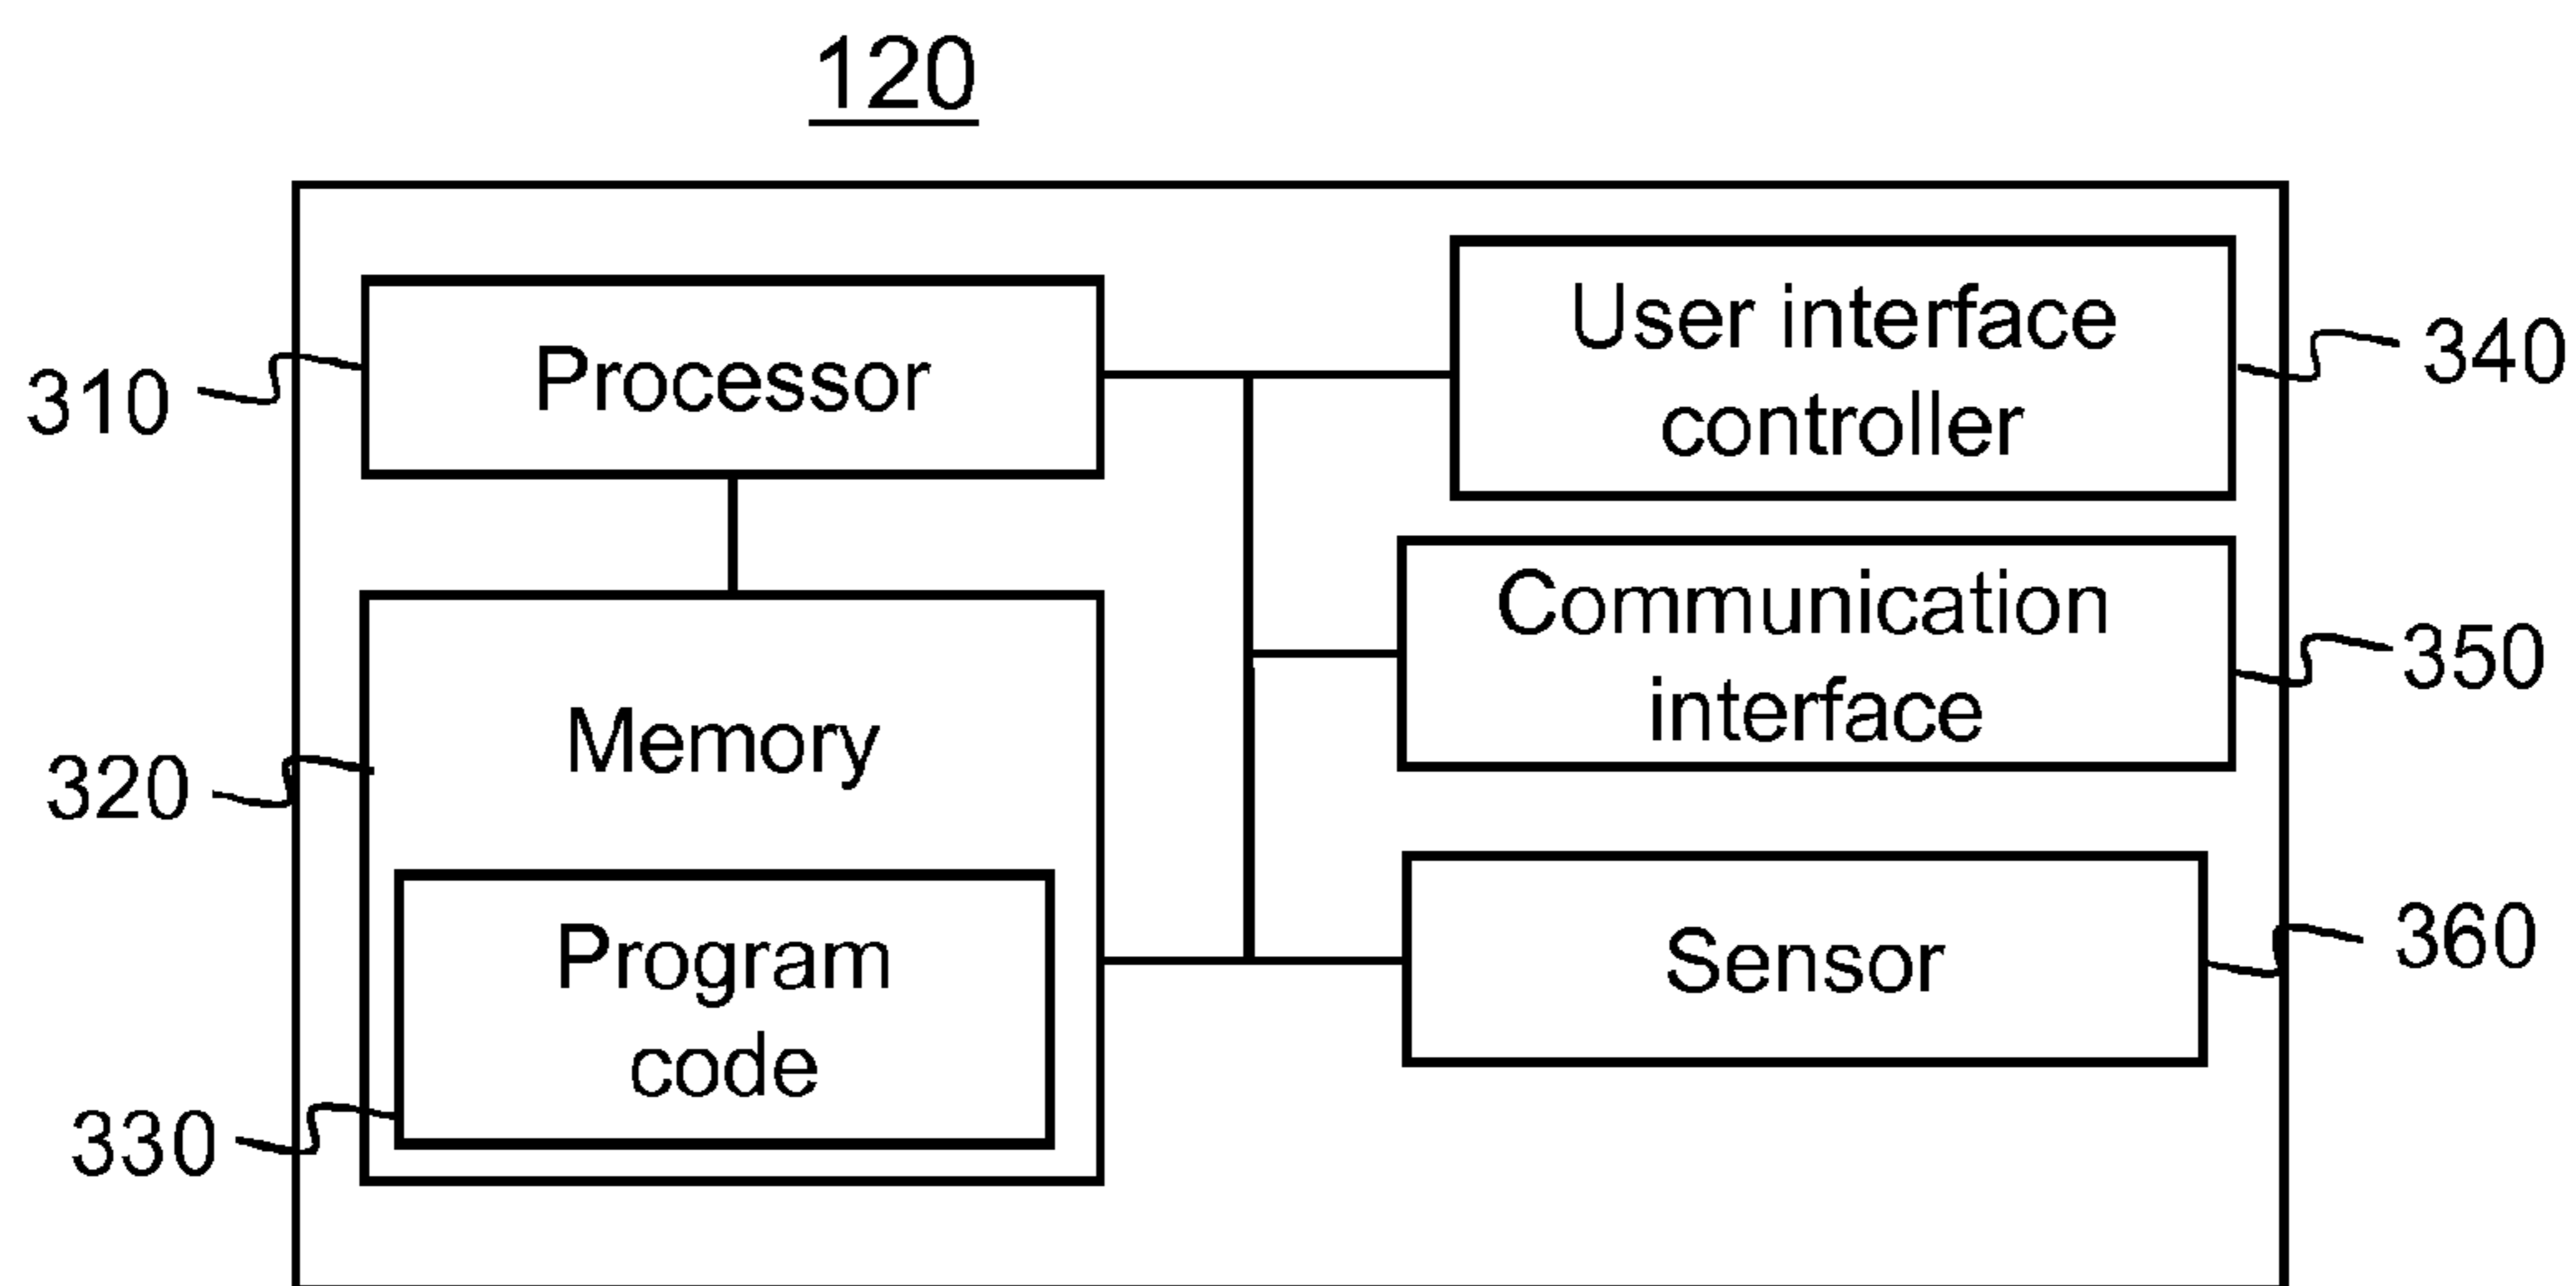 120
310
Processor
User interface
controller
340
Communication
interface
350
320
Memory
330
Program
code
Sensor
360